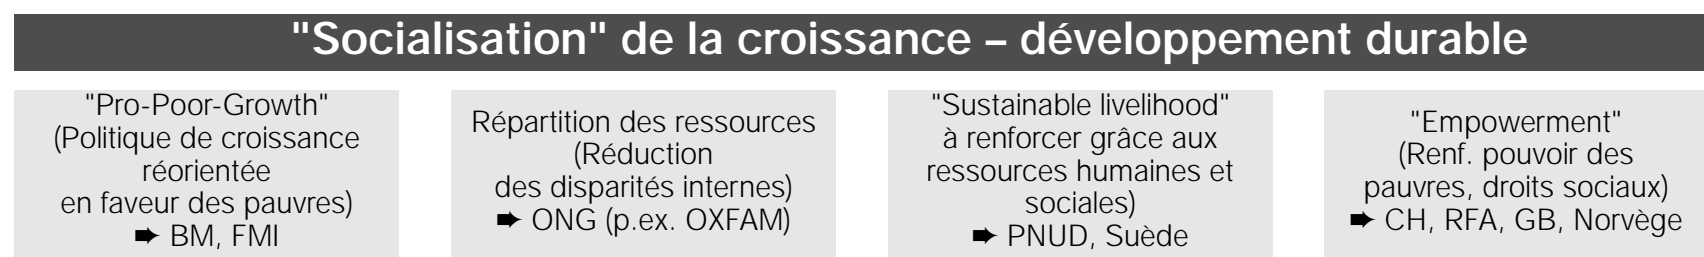 "Socialisation" de la croissance – développement durable
"Pro-Poor-Growth"
(Politique de croissance
réorientée
en faveur des pauvres)
➨ BM, FMI
Répartition des ressources
(Réduction
des disparités internes)
➨ ONG (p.ex. OXFAM)
"Sustainable livelihood"
à renforcer grâce aux
ressources humaines et
sociales)
➨ PNUD, Suède
"Empowerment"
(Renf. pouvoir des
pauvres, droits sociaux)
➨ CH, RFA, GB, Norvège